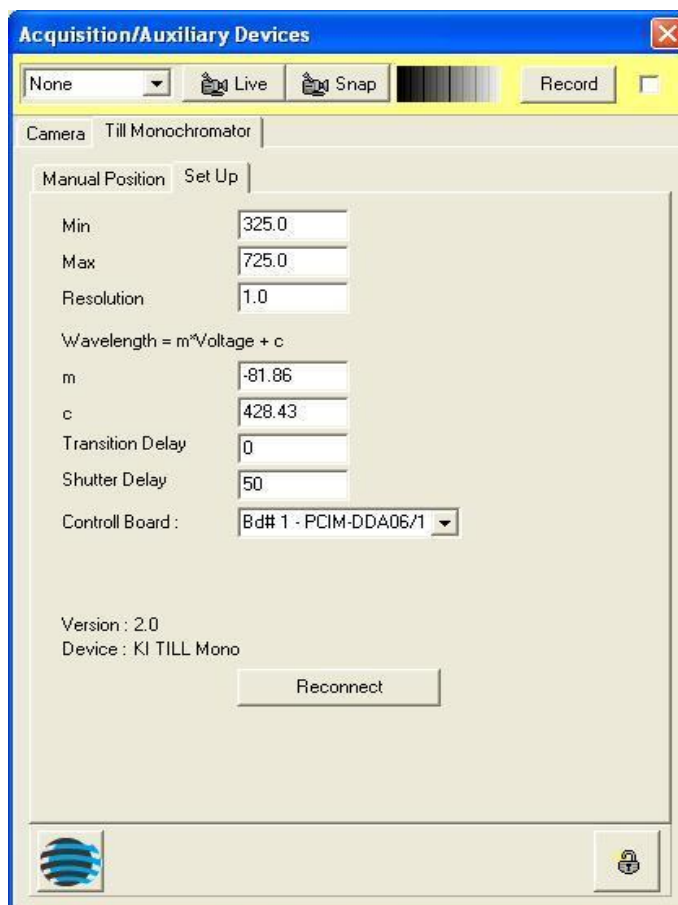 Acquisition/Auxiliary Devices
None Live Snap Record
Camera Till Monochromator
Manual Position Set Up
Min 325.0
Max 725.0
Resolution 1.0
Wavelength = m*Voltage + c
m -81.86
c 428.43
Transition Delay 0
Shutter Delay 50
Controll Board : Bd# 1 - PCIM-DDA06/1
Version : 2.0
Device : KI TILL Mono
Reconnect